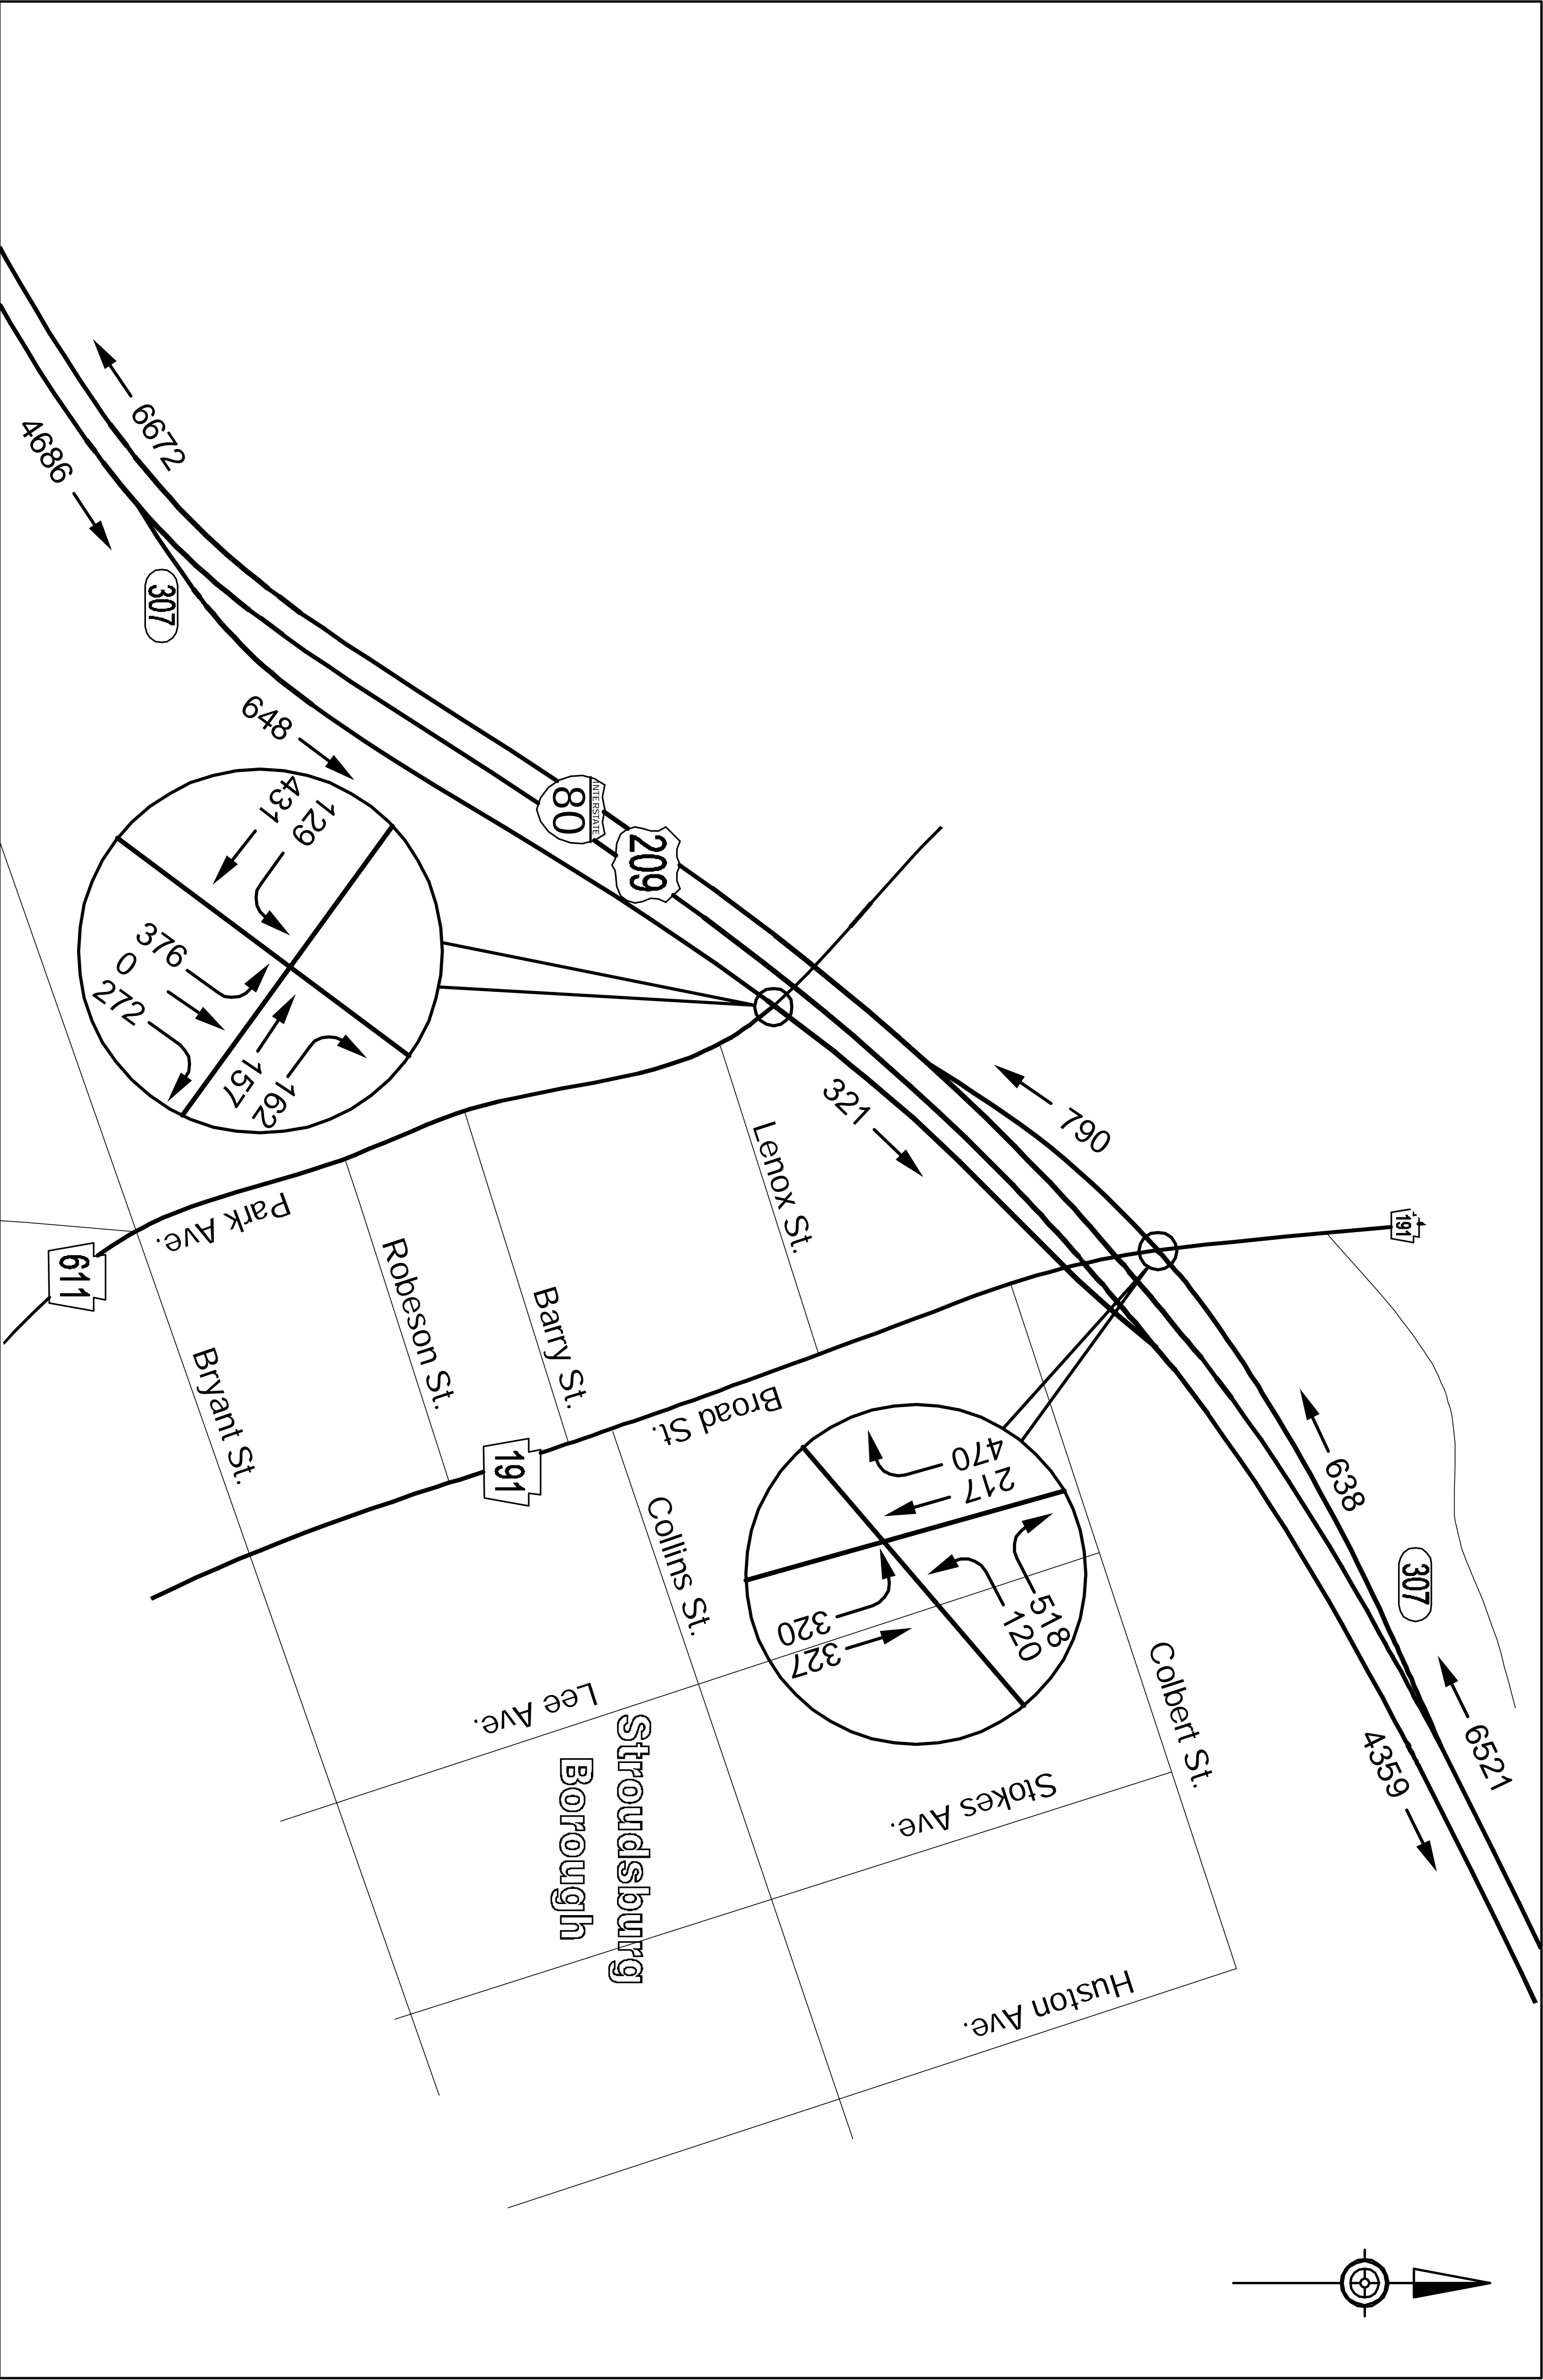 6672
4686
307
648
INTERSTATE
80
209
129
431
376
0
272
157
162
321
790
191
Lenox St.
Park Ave.
611
Robeson St.
Barry St.
Bryant St.
Broad St.
191
470
217
320
327
518
120
638
307
Collins St.
Lee Ave.
Colbert St.
6521
4359
Stroudsburg
Borough
Stokes Ave.
Huston Ave.